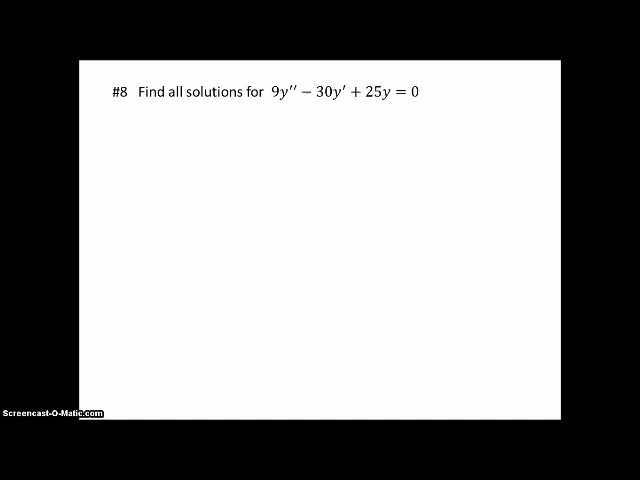 #8 Find all solutions for 9y′′ − 30y′ + 25y = 0
Screencast-O-Matic.com